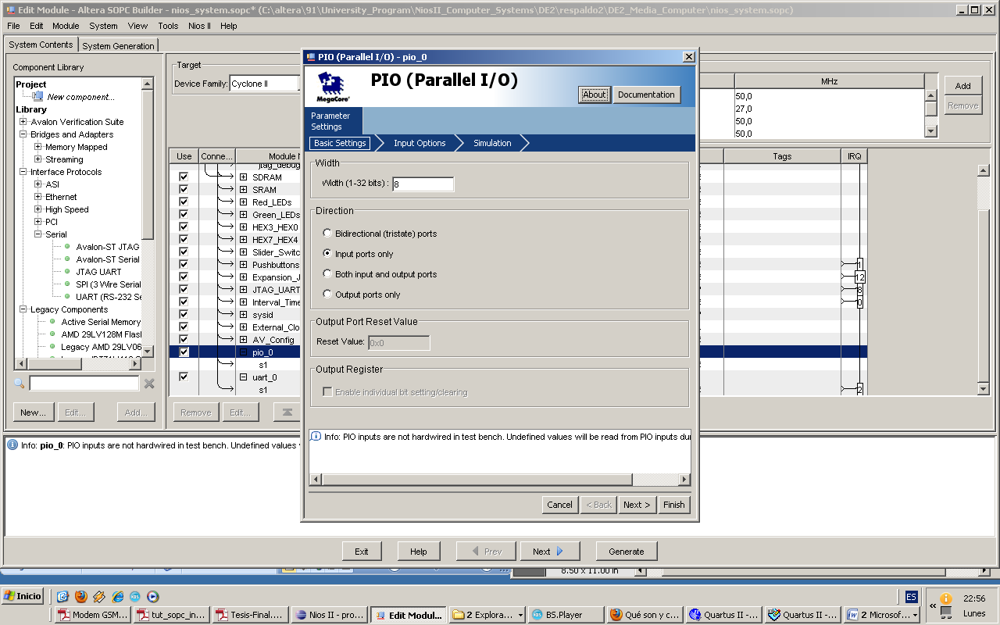 Edit Module - Altera SOPC Builder - nios_system.sopc* (C:\altera\91\University_Program\NiosII_Computer_Systems\DE2\respaldo2\DE2_Media_Computer\nios_system.sopc)
File Edit Module System View Tools Nios II Help
System Contents System Generation
Component Library
Project
New component...
Library
Avalon Verification Suite
Bridges and Adapters
Memory Mapped
Streaming
Interface Protocols
ASI
Ethernet
High Speed
PCI
Serial
Avalon-ST JTAG
Avalon-ST Serial
JTAG UART
SPI (3 Wire Serial
UART (RS-232 Se
Legacy Components
Active Serial Memory
AMD 29LV128M Flas
Legacy AMD 29LV06
New... Edit... Add...
Target
Device Family: Cyclone II
MHz
50,0
27,0
50,0
50,0
Add
Remove
Use Conne... Module N Tags IRQ
jtag_debug
SDRAM
SRAM
Red_LEDs
Green_LEDs
HEX3_HEX0
HEX7_HEX4
Slider_Switc
Pushbuttons 1
Expansion_J 12
JTAG_UART 8
Interval_Time 0
sysid
External_Clo
AV_Config
pio_0
s1
uart_0
s1 2
Remove Edit...
PIO (Parallel I/O) - pio_0
MegaCore®
PIO (Parallel I/O)
About Documentation
Parameter
Settings
Basic Settings Input Options Simulation
Width
Width (1-32 bits) : 8
Direction
Bidirectional (tristate) ports
Input ports only
Both input and output ports
Output ports only
Output Port Reset Value
Reset Value: 0x0
Output Register
Enable individual bit setting/clearing
Info: PIO inputs are not hardwired in test bench. Undefined values will be read from PIO inputs du
Cancel < Back Next > Finish
Info: pio_0: PIO inputs are not hardwired in test bench. Undefined values
Exit Help Prev Next Generate
8.50 x 11.00 in
Inicio
ES
22:56
Lunes
Modem GSM... tut_sopc_in... Tesis-Final.... Nios II - pro... Edit Modul... 2 Explora... BS.Player Qué son y c... Quartus II -... Quartus II -... 2 Microsof...